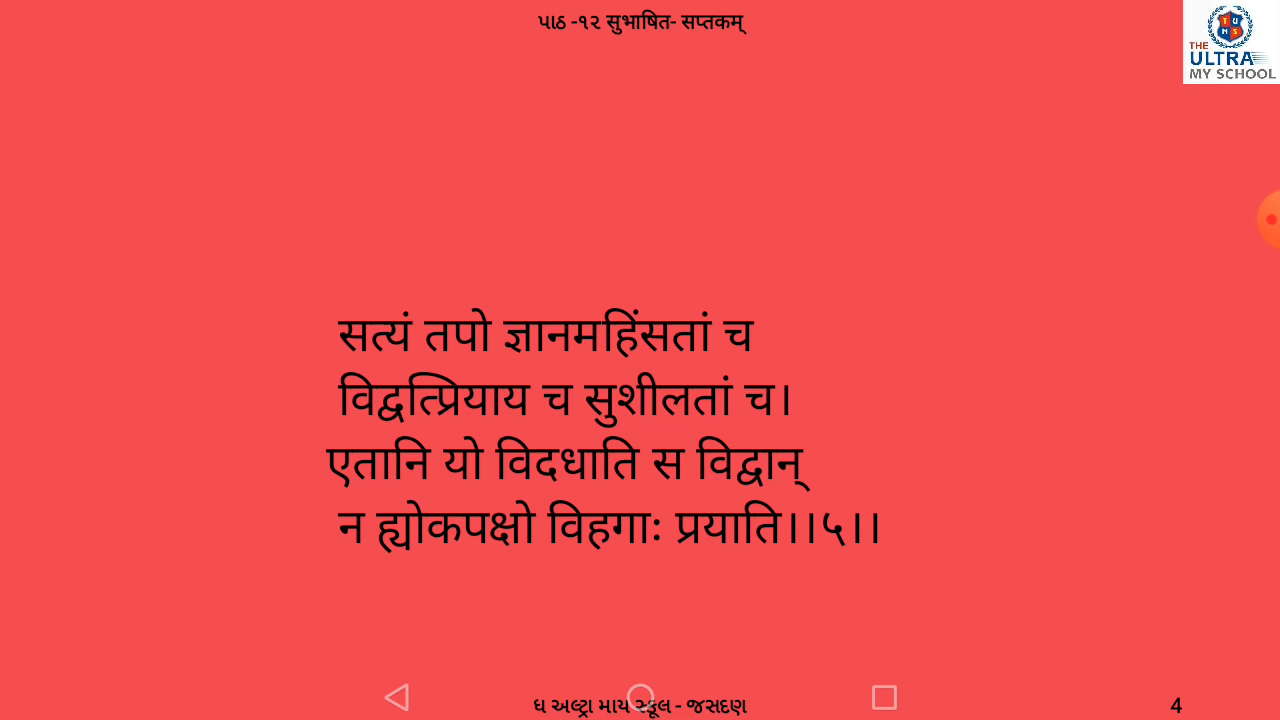 પાઠ -૧૨ સુભાષિત- સપ્તકમ્
T U
M S
THE
ULTRA
MY SCHOOL
सत्यं तपो ज्ञानमहिंसतां च
विद्वत्प्रियाय च सुशीलतां च।
एतानि यो विदधाति स विद्वान्
न ह्योकपक्षो विहगाः प्रयाति।।५।।
ધ અલ્ટ્રા માય સ્કૂલ - જસદણ
4